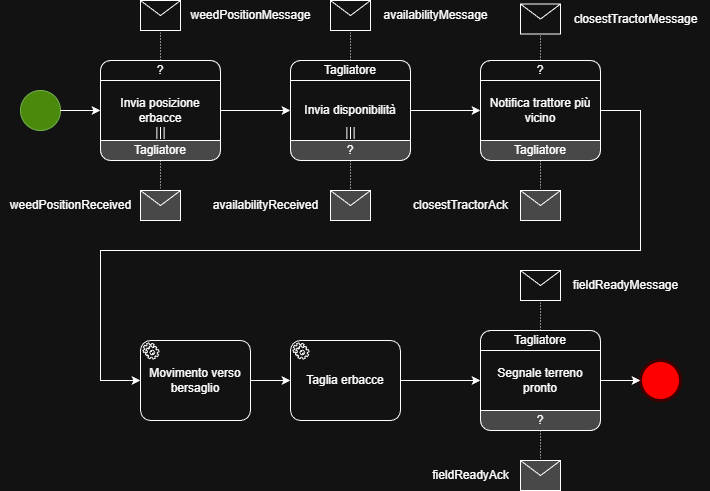 weedPositionMessage
availabilityMessage
closestTractorMessage
?
Tagliatore
?
Invia posizione
erbacce
Invia disponibilità
Notifica trattore più
vicino
Tagliatore
?
Tagliatore
weedPositionReceived
availabilityReceived
closestTractorAck
fieldReadyMessage
Tagliatore
Movimento verso
bersaglio
Taglia erbacce
Segnale terreno
pronto
?
fieldReadyAck